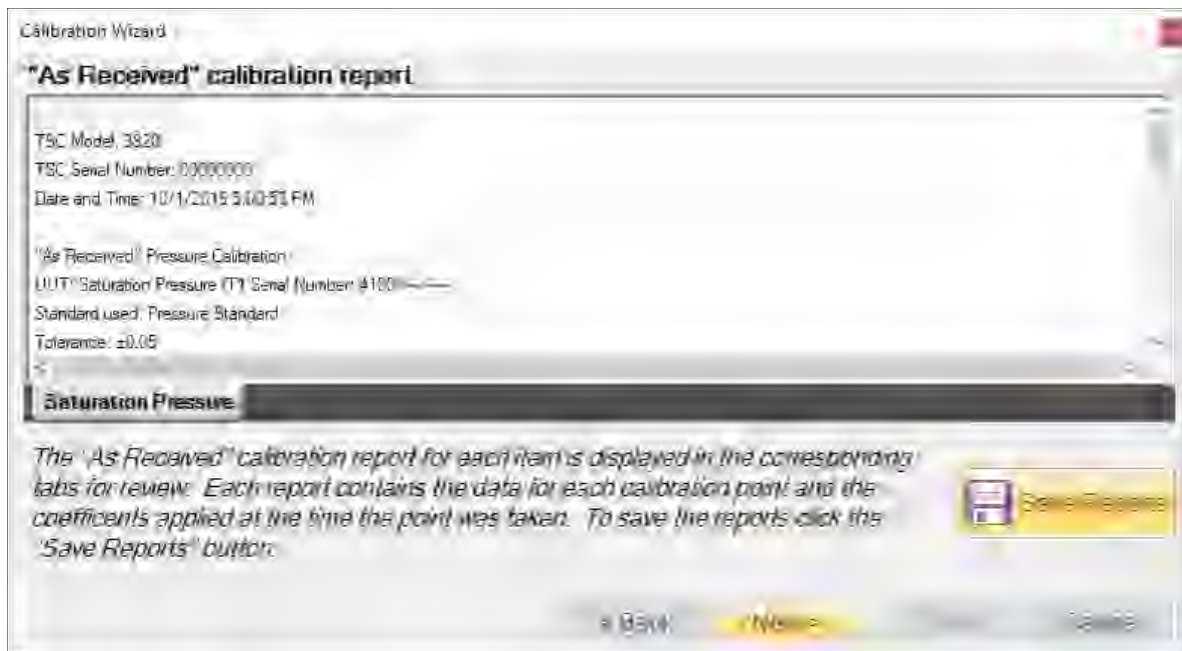 Calibration Wizard
"As Received" calibration report
TSC Model: 3920
TSC Serial Number: 00000000
Date and Time: 10/1/2015 PM
"As Received" Pressure Calibration
UUT: Saturation Pressure Serial Number:
Standard used: Pressure Standard
Tolerance: ±0.05
Saturation Pressure
The "As Received" calibration report for each item is displayed in the corresponding
tabs for review. Each report contains the data for each calibration point and the
coefficents applied at the time the point was taken. To save the reports click the
"Save Reports" button.
Save Reports
< Back